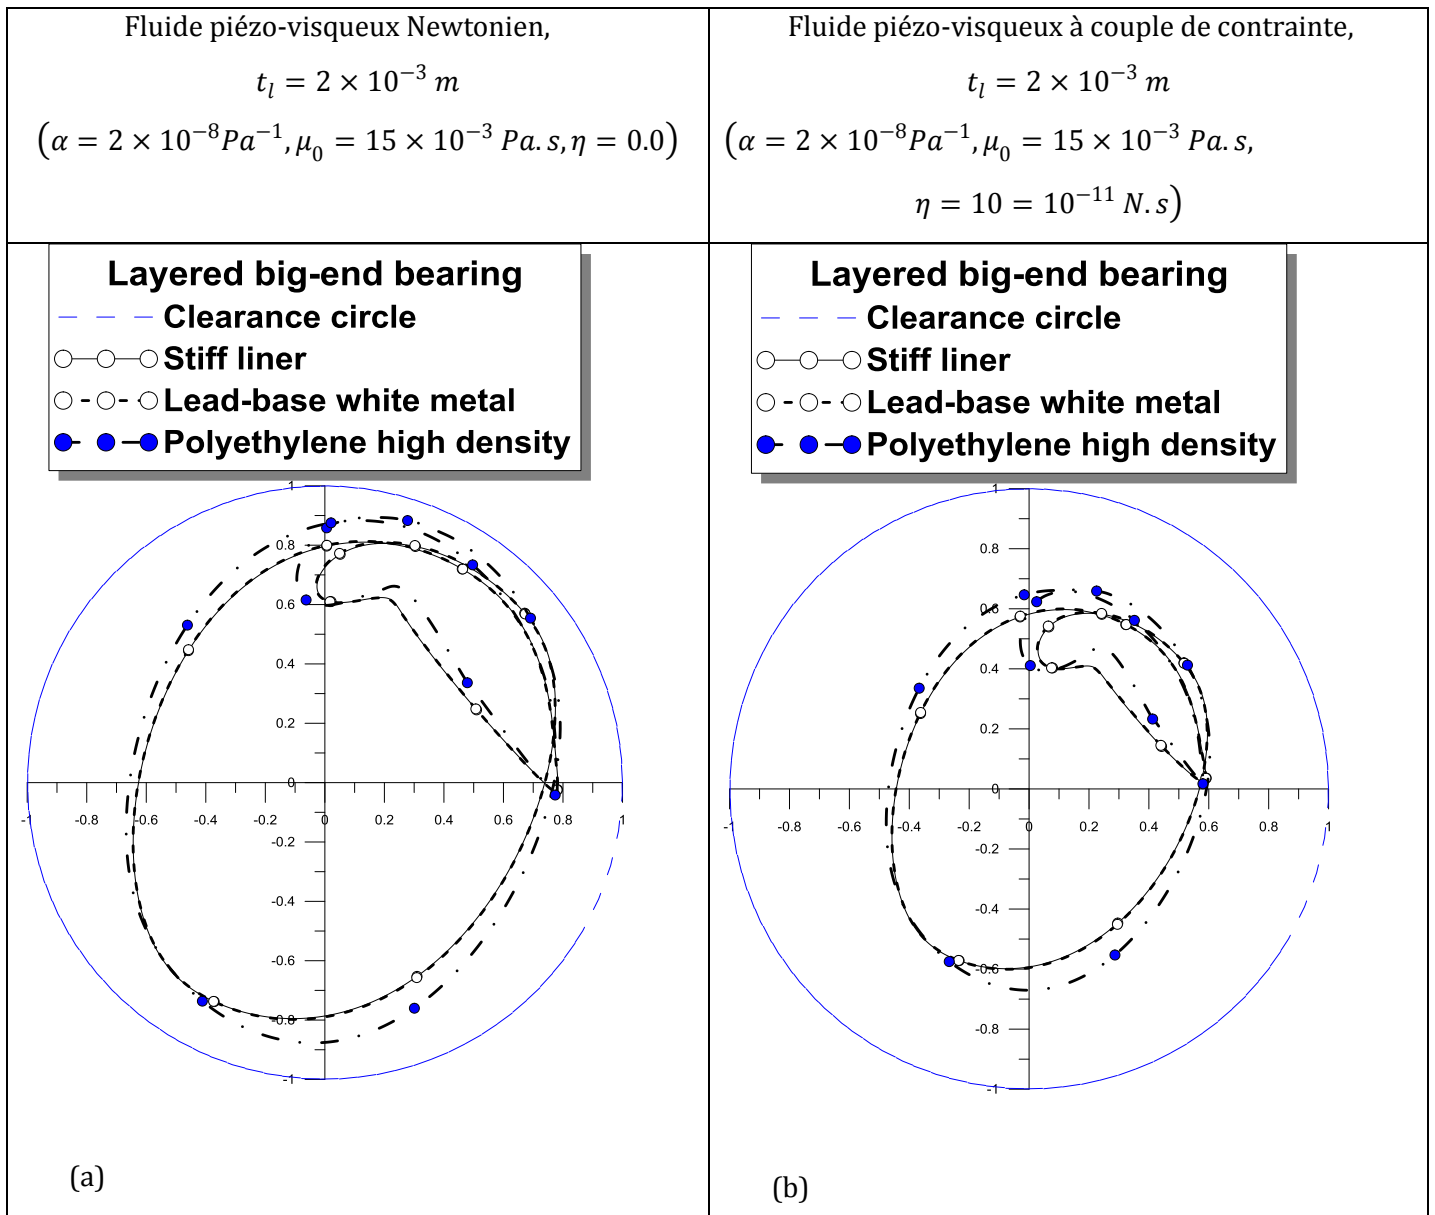 Fluide piézo-visqueux Newtonien,
t_l = 2 × 10^{-3} m
(α = 2 × 10^{-8}Pa^{-1}, μ_0 = 15 × 10^{-3} Pa.s, η = 0.0)
Fluide piézo-visqueux à couple de contrainte,
t_l = 2 × 10^{-3} m
(α = 2 × 10^{-8}Pa^{-1}, μ_0 = 15 × 10^{-3} Pa.s,
η = 10 = 10^{-11} N.s)
Layered big-end bearing
Clearance circle
Stiff liner
Lead-base white metal
Polyethylene high density
1
0.8
0.6
0.4
0.2
0
-0.2
-0.4
-0.6
-0.8
-1
-1 -0.8 -0.6 -0.4 -0.2 0 0.2 0.4 0.6 0.8 1
(a)
Layered big-end bearing
Clearance circle
Stiff liner
Lead-base white metal
Polyethylene high density
1
0.8
0.6
0.4
0.2
0
-0.2
-0.4
-0.6
-0.8
-1
-1 -0.8 -0.6 -0.4 -0.2 0 0.2 0.4 0.6 0.8 1
(b)